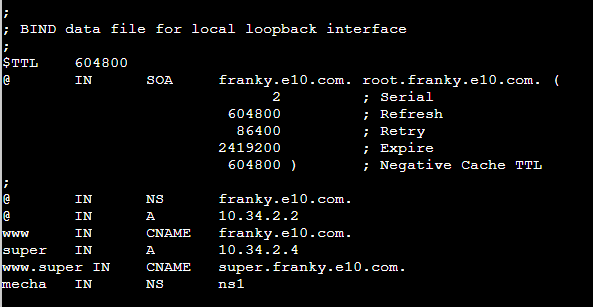 ;
; BIND data file for local loopback interface
;
$TTL    604800
@       IN      SOA     franky.e10.com. root.franky.e10.com. (
                              2         ; Serial
                         604800         ; Refresh
                          86400         ; Retry
                        2419200         ; Expire
                         604800 )       ; Negative Cache TTL
;
@       IN      NS      franky.e10.com.
@       IN      A       10.34.2.2
www     IN      CNAME   franky.e10.com.
super   IN      A       10.34.2.4
www.super IN    CNAME   super.franky.e10.com.
mecha   IN      NS      ns1